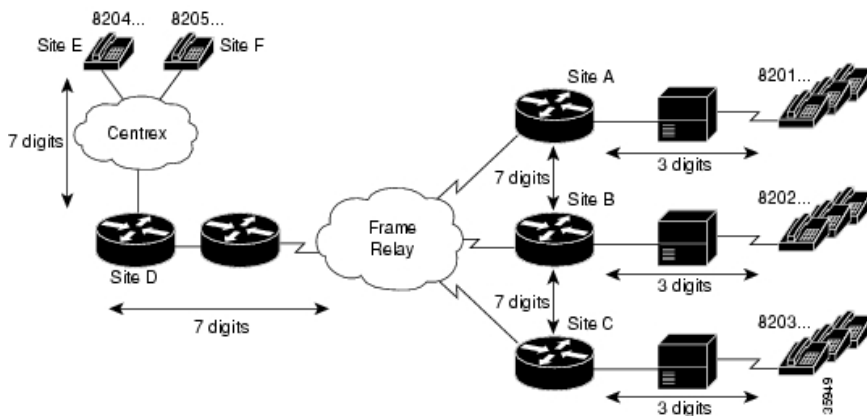 8204...
8205...
Site E
Site F
7 digits
Centrex
Site D
7 digits
Frame
Relay
Site A
8201...
3 digits
7 digits
Site B
8202...
3 digits
7 digits
Site C
8203...
3 digits
35949